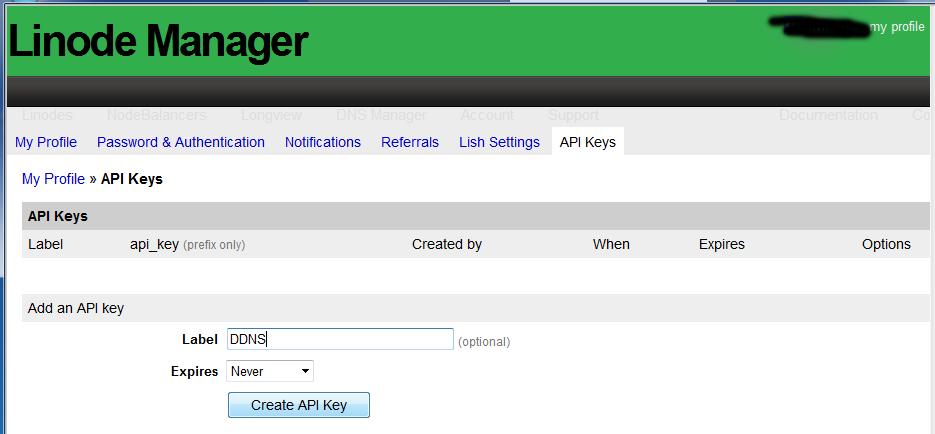 Linode Manager
my profile
Linodes NodeBalancers Longview DNS Manager Account Support Documentation Co
My Profile Password & Authentication Notifications Referrals Lish Settings API Keys
My Profile » API Keys
API Keys
Label api_key (prefix only) Created by When Expires Options
Add an API key
Label DDNS (optional)
Expires Never
Create API Key